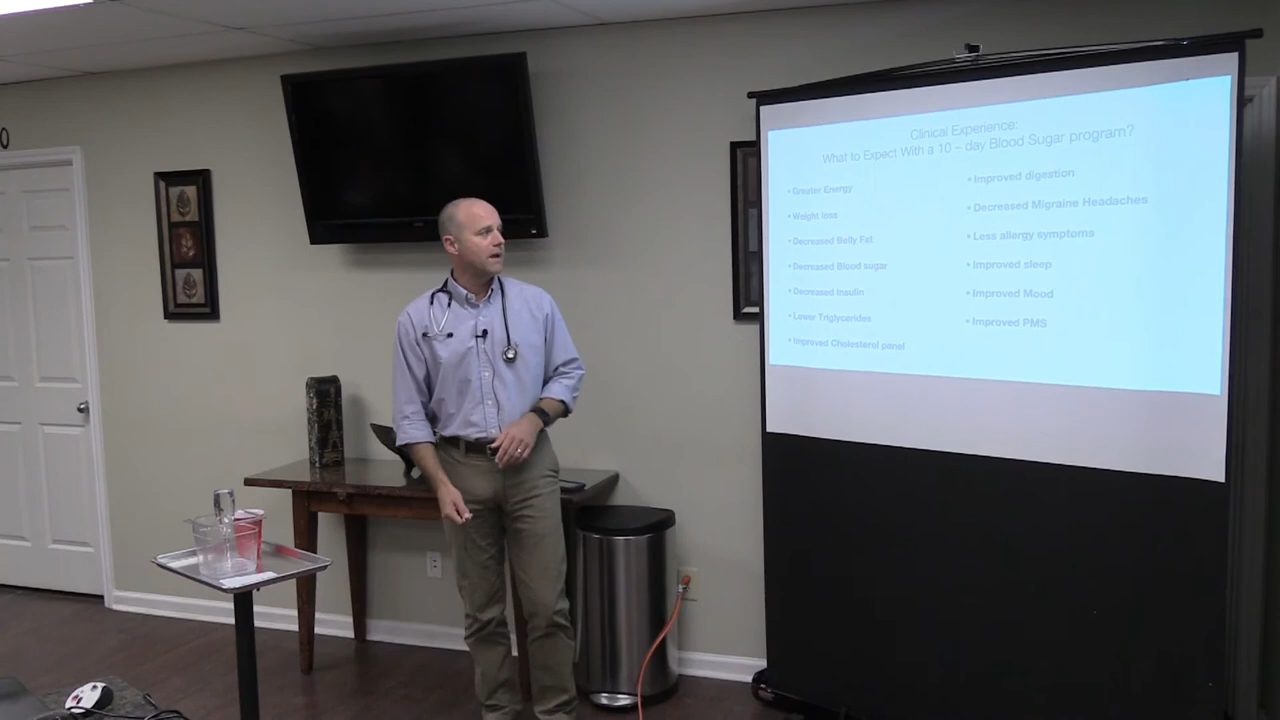 Clinical Experience:
What to Expect With a 10 – day Blood Sugar program?
• Greater Energy
• Weight loss
• Decreased Belly Fat
• Decreased Blood sugar
• Decreased Insulin
• Lower Triglycerides
• Improved Cholesterol panel
• Improved digestion
• Decreased Migraine Headaches
• Less allergy symptoms
• Improved sleep
• Improved Mood
• Improved PMS